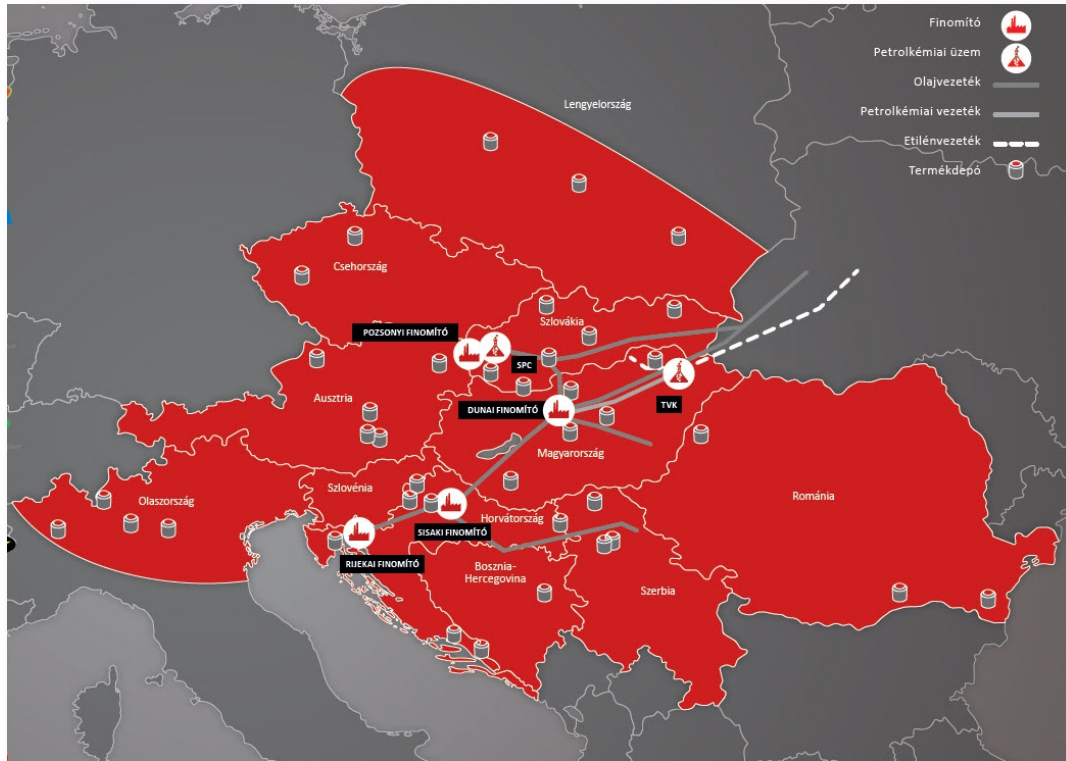 Finomító
Petrolkémiai üzem
Olajvezeték
Petrolkémiai vezeték
Etilénvezeték
Termékdepó
Lengyelország
Csehország
Szlovákia
POZSONYI FINOMÍTÓ
SPC
Ausztria
DUNAI FINOMÍTÓ
TVK
Magyarország
Szlovénia
Olaszország
Románia
Horvátország
SISAKI FINOMÍTÓ
RIJEKAI FINOMÍTÓ
Bosznia-
Hercegovina
Szerbia